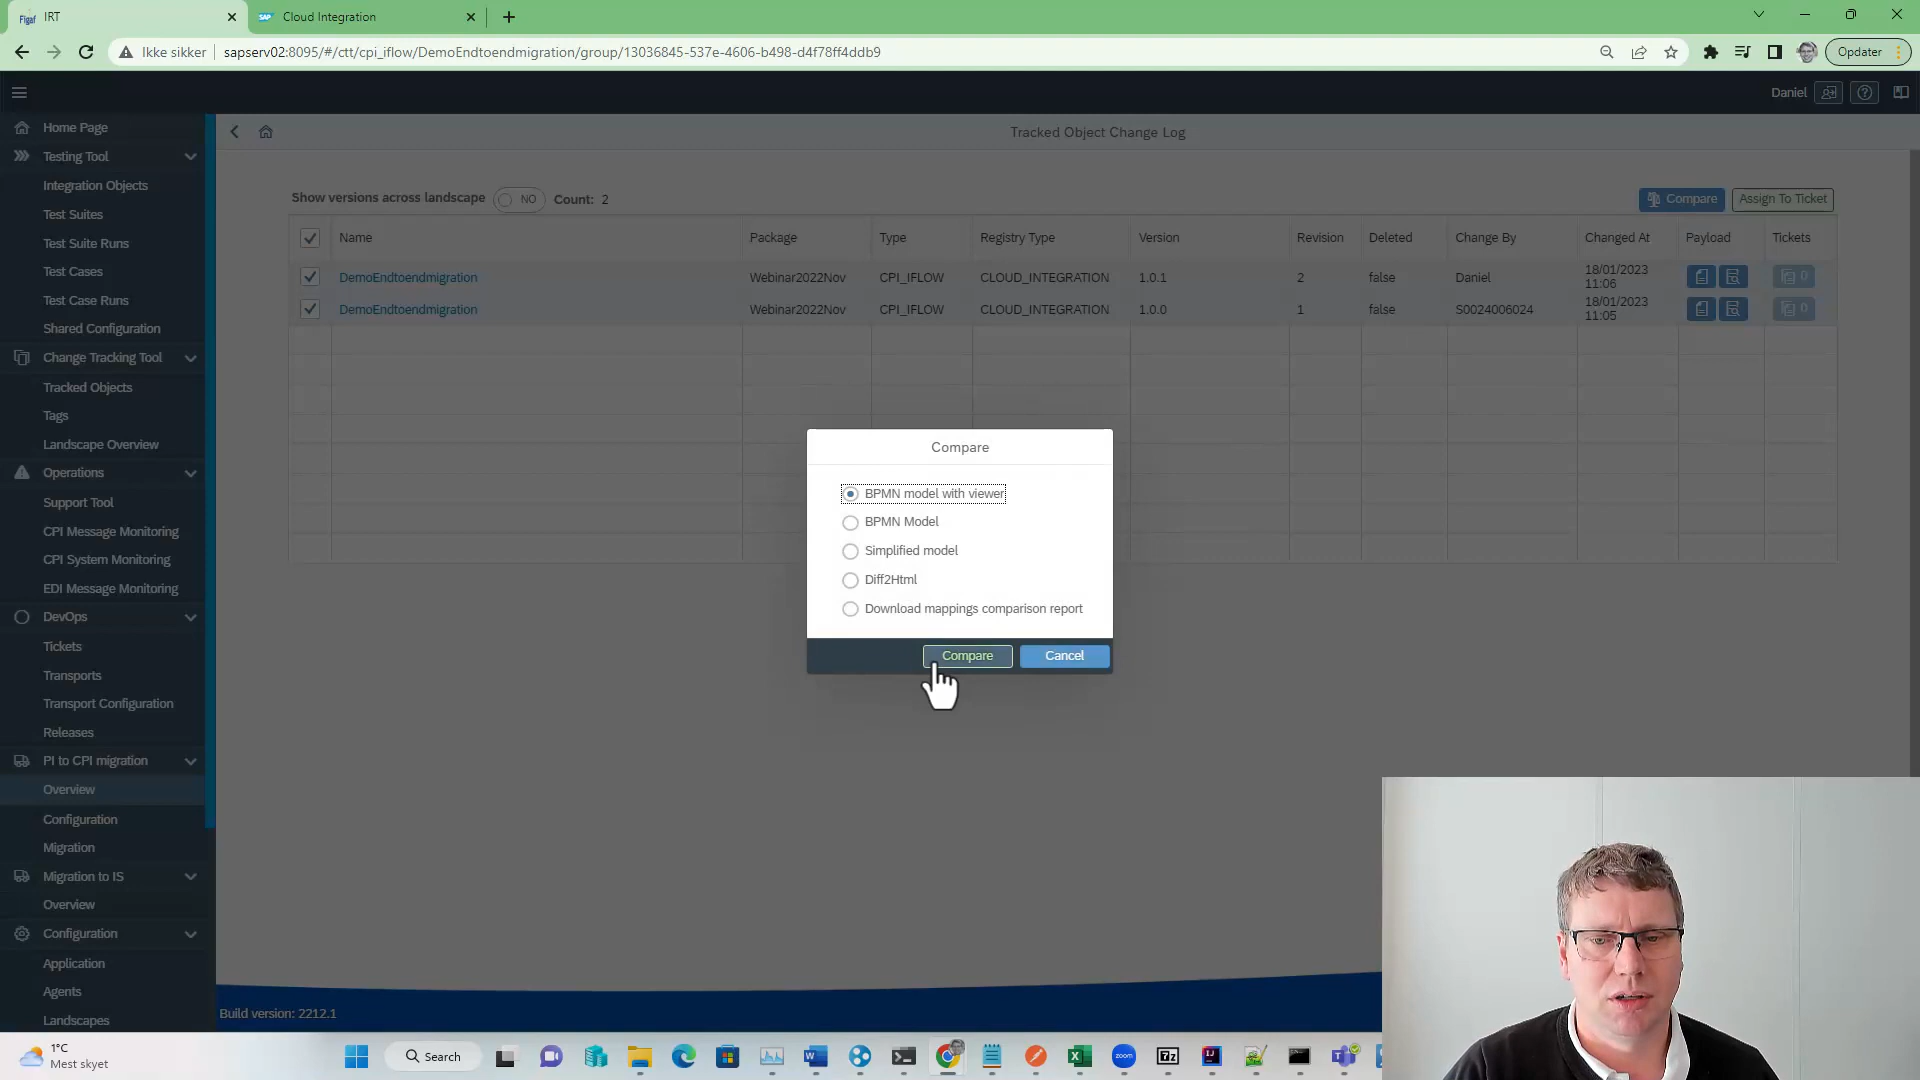 Figaf IRT
SAP Cloud Integration
Ikke sikker sapserv02:8095/#/ctt/cpi_iflow/DemoEndtoendmigration/group/13036845-537e-4606-b498-d4f78ff4ddb9
Opdater
Daniel
Home Page
Testing Tool
Integration Objects
Test Suites
Test Suite Runs
Test Cases
Test Case Runs
Shared Configuration
Change Tracking Tool
Tracked Objects
Tags
Landscape Overview
Operations
Support Tool
CPI Message Monitoring
CPI System Monitoring
EDI Message Monitoring
DevOps
Tickets
Transports
Transport Configuration
Releases
PI to CPI migration
Overview
Configuration
Migration
Migration to IS
Overview
Configuration
Application
Agents
Landscapes
Tracked Object Change Log
Show versions across landscape NO Count: 2
Compare Assign To Ticket
Name Package Type Registry Type Version Revision Deleted Change By Changed At Payload Tickets
DemoEndtoendmigration Webinar2022Nov CPI_IFLOW CLOUD_INTEGRATION 1.0.1 2 false Daniel 18/01/2023 11:06 0
DemoEndtoendmigration Webinar2022Nov CPI_IFLOW CLOUD_INTEGRATION 1.0.0 1 false S0024006024 18/01/2023 11:05 0
Compare
BPMN model with viewer
BPMN Model
Simplified model
Diff2Html
Download mappings comparison report
Compare Cancel
Build version: 2212.1
1°C
Mest skyet
Search
zoom
7z